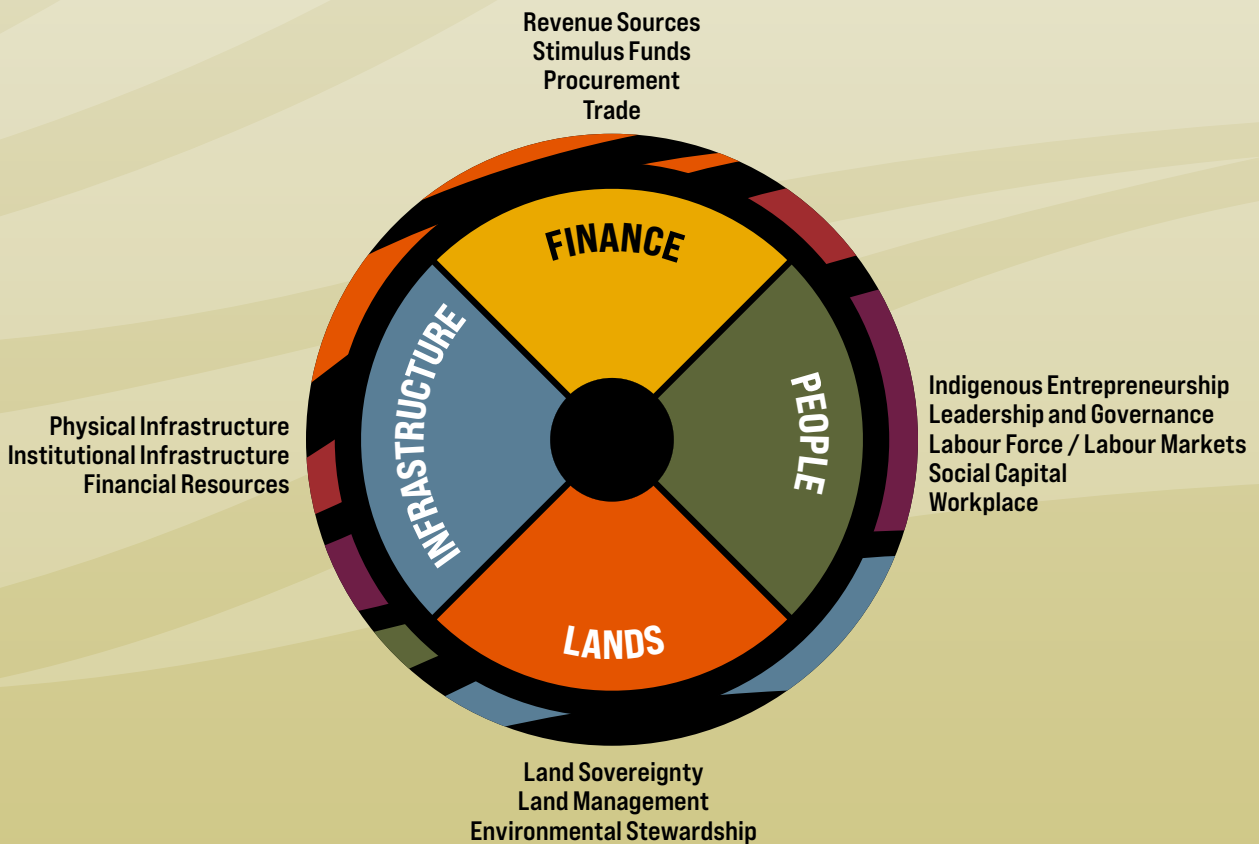 Revenue Sources
Stimulus Funds
Procurement
Trade
FINANCE
PEOPLE
Indigenous Entrepreneurship
Leadership and Governance
Labour Force / Labour Markets
Social Capital
Workplace
INFRASTRUCTURE
Physical Infrastructure
Institutional Infrastructure
Financial Resources
LANDS
Land Sovereignty
Land Management
Environmental Stewardship